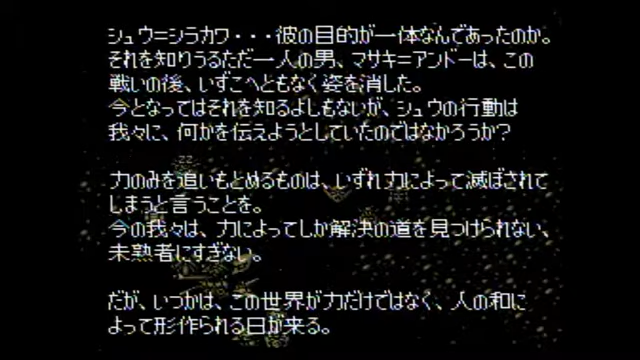 シュウ=シラカワ・・・彼の目的が一体なんであったのか。
それを知りうるただ一人の男、マサキ=アンドーは、この
戦いの後、いずこへともなく姿を消した。
今となってはそれを知るよしもないが、シュウの行動は
我々に、何かを伝えようとしていたのではなかろうか?
力のみを追いもとめるものは、いずれ力によって滅ぼされて
しまうと言うことを。
今の我々は、力によってしか解決の道を見つけられない、
未熟者にすぎない。
だが、いつかは、この世界が力だけではなく、人の和に
よって形作られる日が来る。